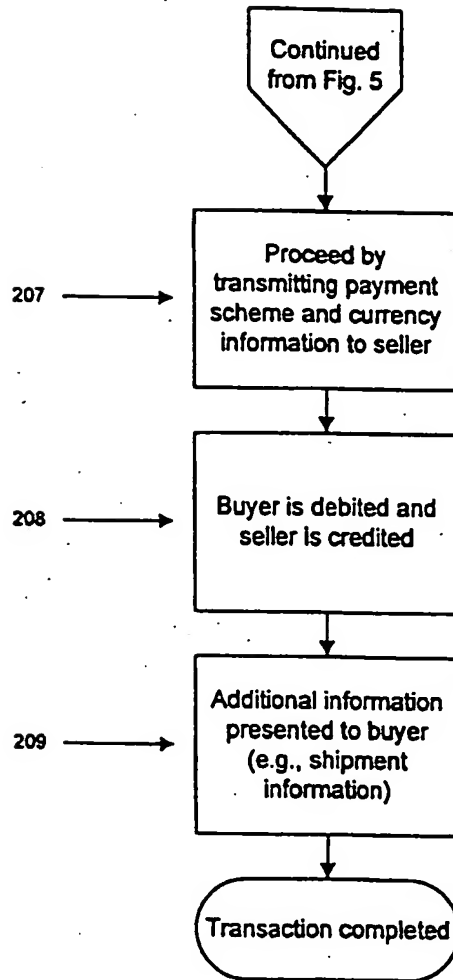 Continued
from Fig. 5
207
Proceed by
transmitting payment
scheme and currency
information to seller
208
Buyer is debited and
seller is credited
209
Additional information
presented to buyer
(e.g., shipment
information)
Transaction completed